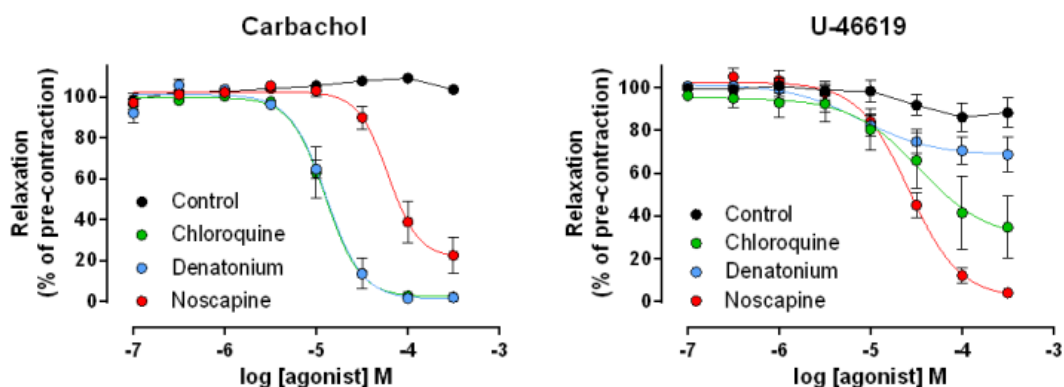 Carbachol
Relaxation
(% of pre-contraction)
100
80
60
40
20
0
Control
Chloroquine
Denatonium
Noscapine
-7
-6
-5
-4
-3
log [agonist] M
U-46619
Relaxation
(% of pre-contraction)
100
80
60
40
20
0
Control
Chloroquine
Denatonium
Noscapine
-7
-6
-5
-4
-3
log [agonist] M